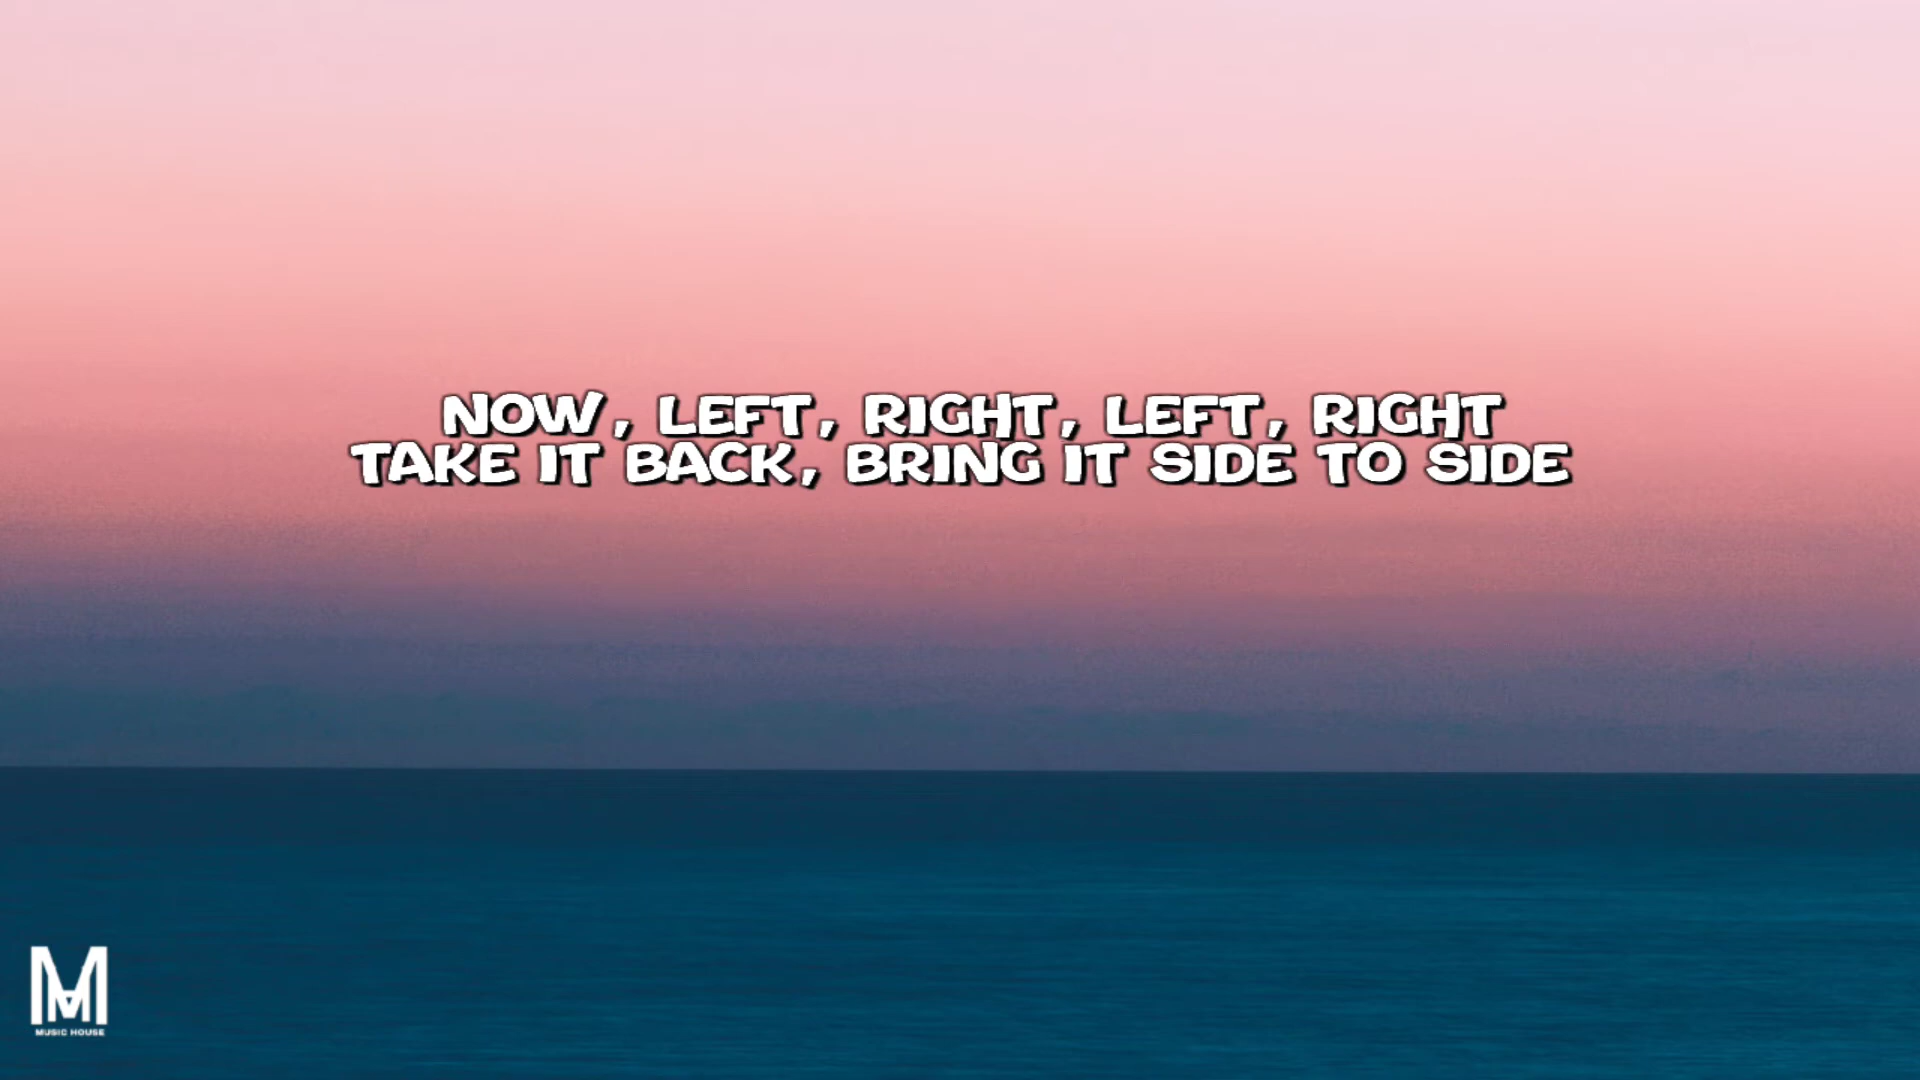 NOW, LEFT, RIGHT, LEFT, RIGHT
TAKE IT BACK, BRING IT SIDE TO SIDE
MUSIC HOUSE